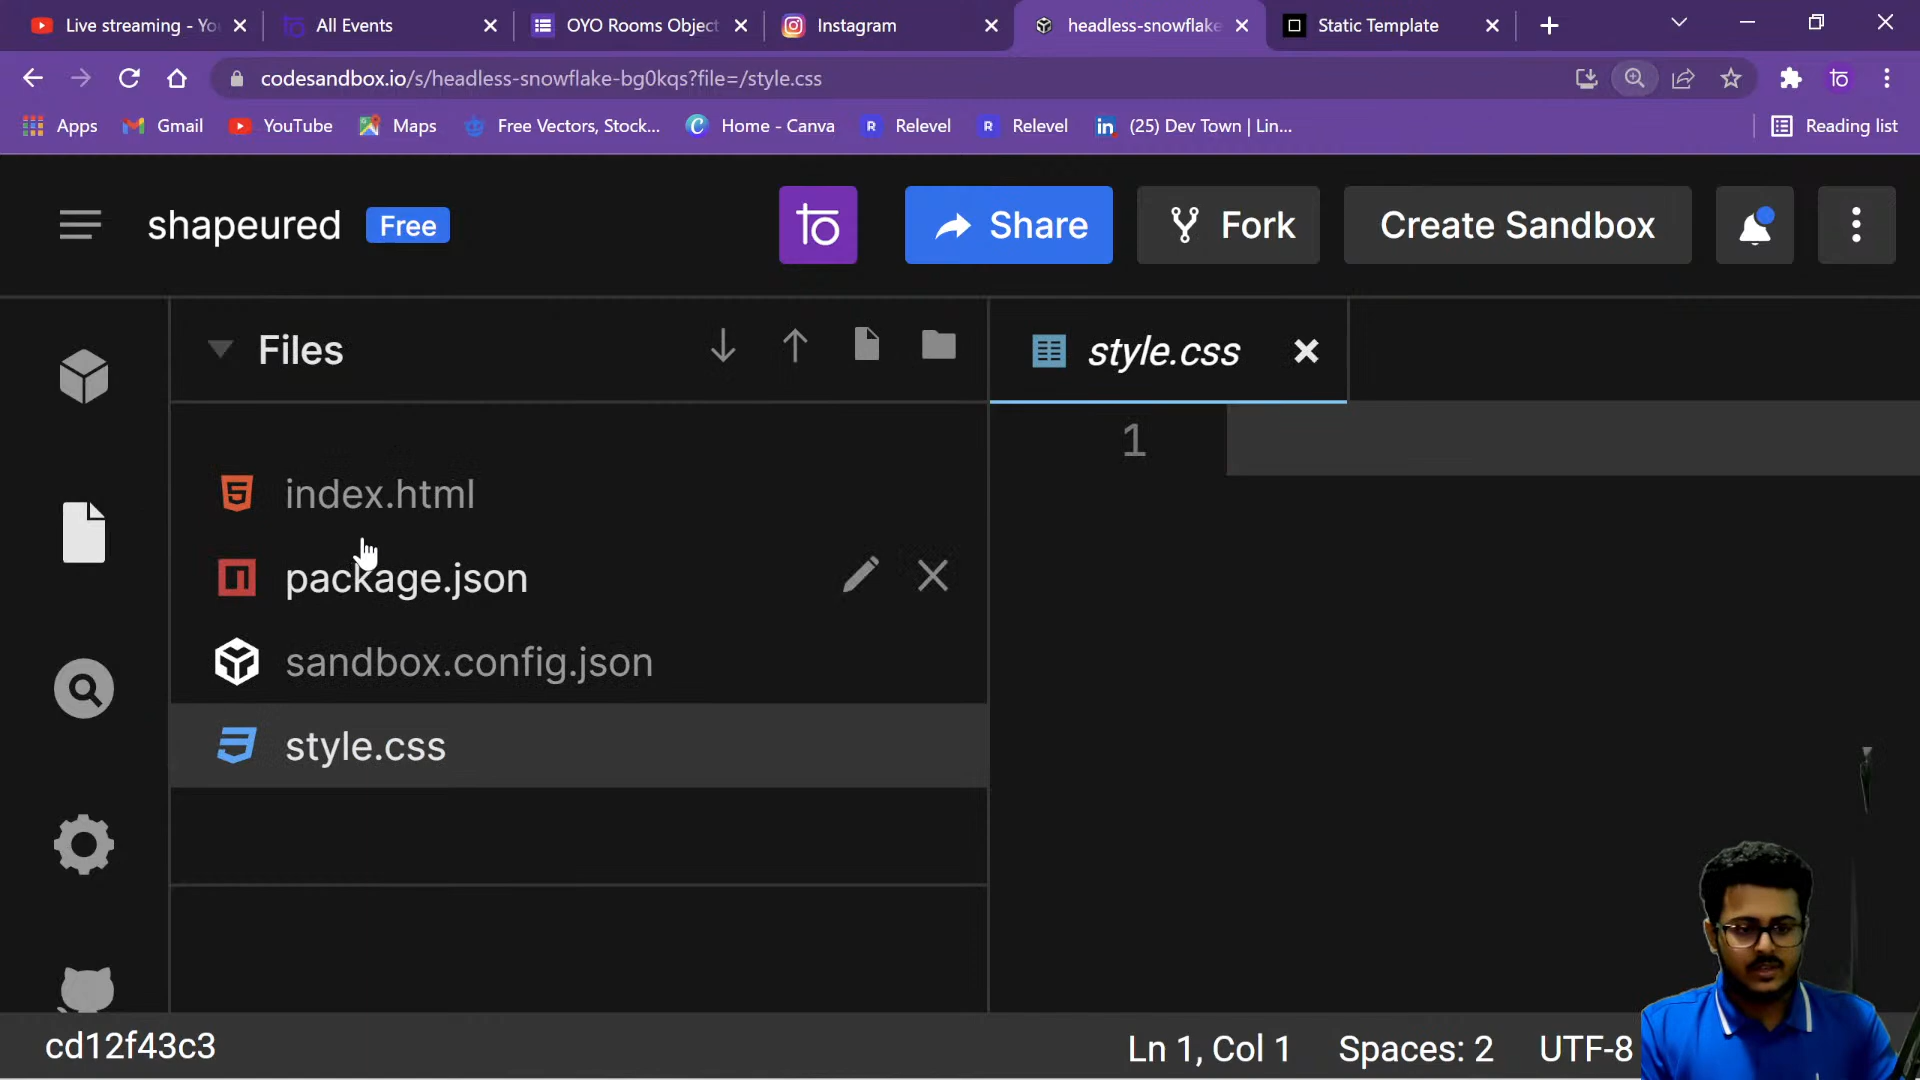 Live streaming - Yo
All Events
OYO Rooms Object
Instagram
headless-snowflake
Static Template
codesandbox.io/s/headless-snowflake-bg0kqs?file=/style.css
Apps
Gmail
YouTube
Maps
Free Vectors, Stock...
Home - Canva
Relevel
Relevel
(25) Dev Town | Lin...
Reading list
shapeured
Free
Share
Fork
Create Sandbox
Files
style.css
1
index.html
package.json
sandbox.config.json
style.css
cd12f43c3
Ln 1, Col 1
Spaces: 2
UTF-8